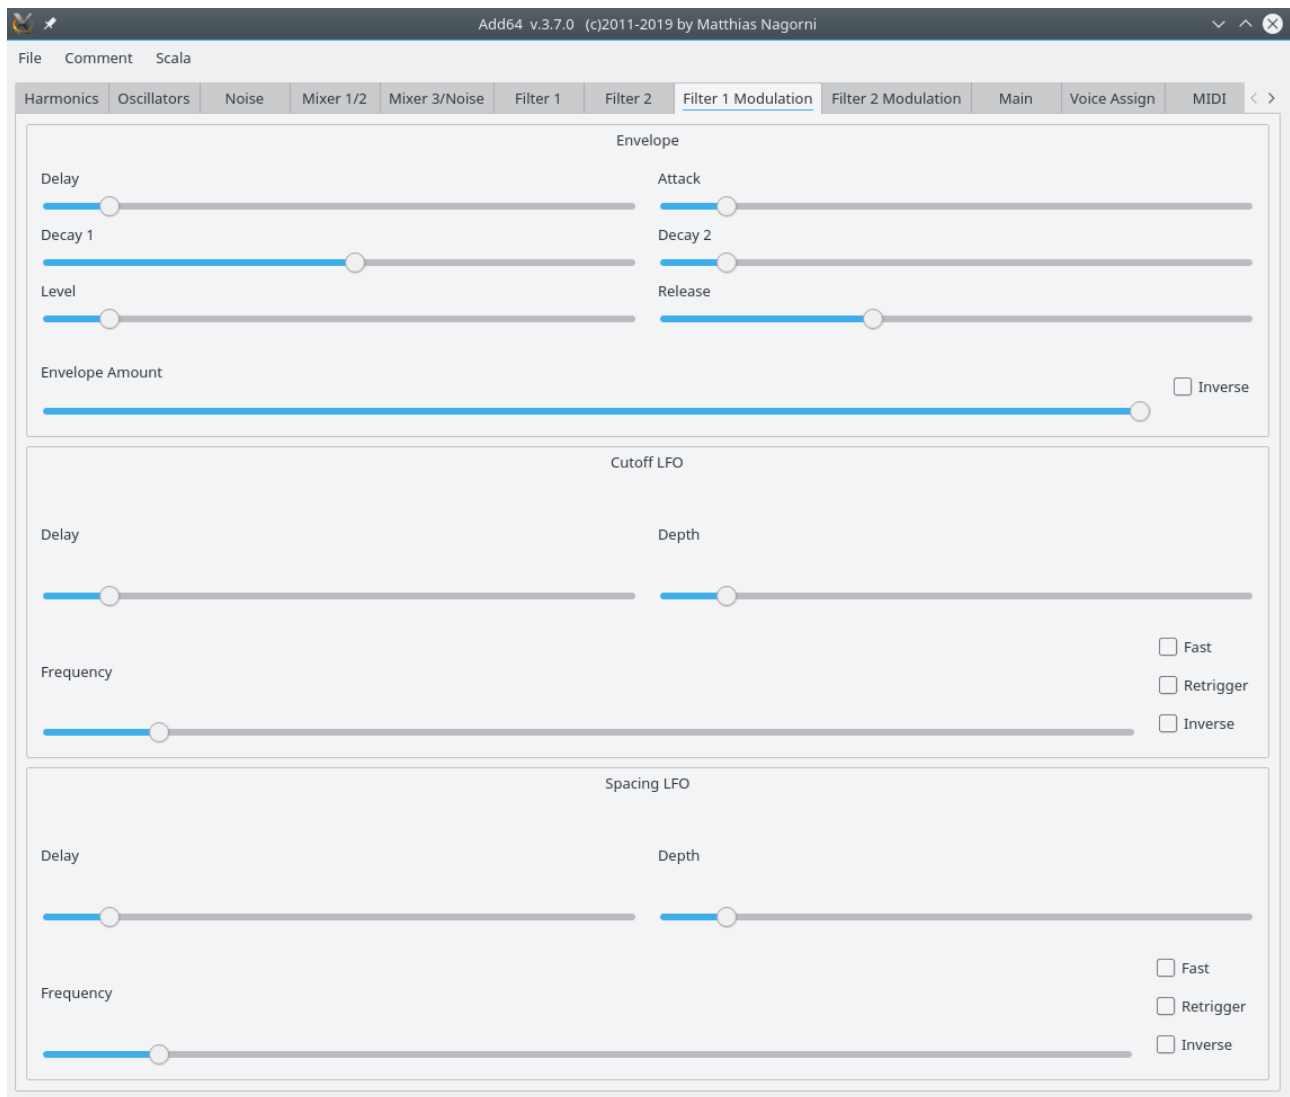 Add64 v.3.7.0 (c)2011-2019 by Matthias Nagorni
File Comment Scala
Harmonics Oscillators Noise Mixer 1/2 Mixer 3/Noise Filter 1 Filter 2 Filter 1 Modulation Filter 2 Modulation Main Voice Assign MIDI
Envelope
Delay Attack
Decay 1 Decay 2
Level Release
Envelope Amount
Inverse
Cutoff LFO
Delay Depth
Fast
Frequency
Retrigger
Inverse
Spacing LFO
Delay Depth
Fast
Frequency
Retrigger
Inverse